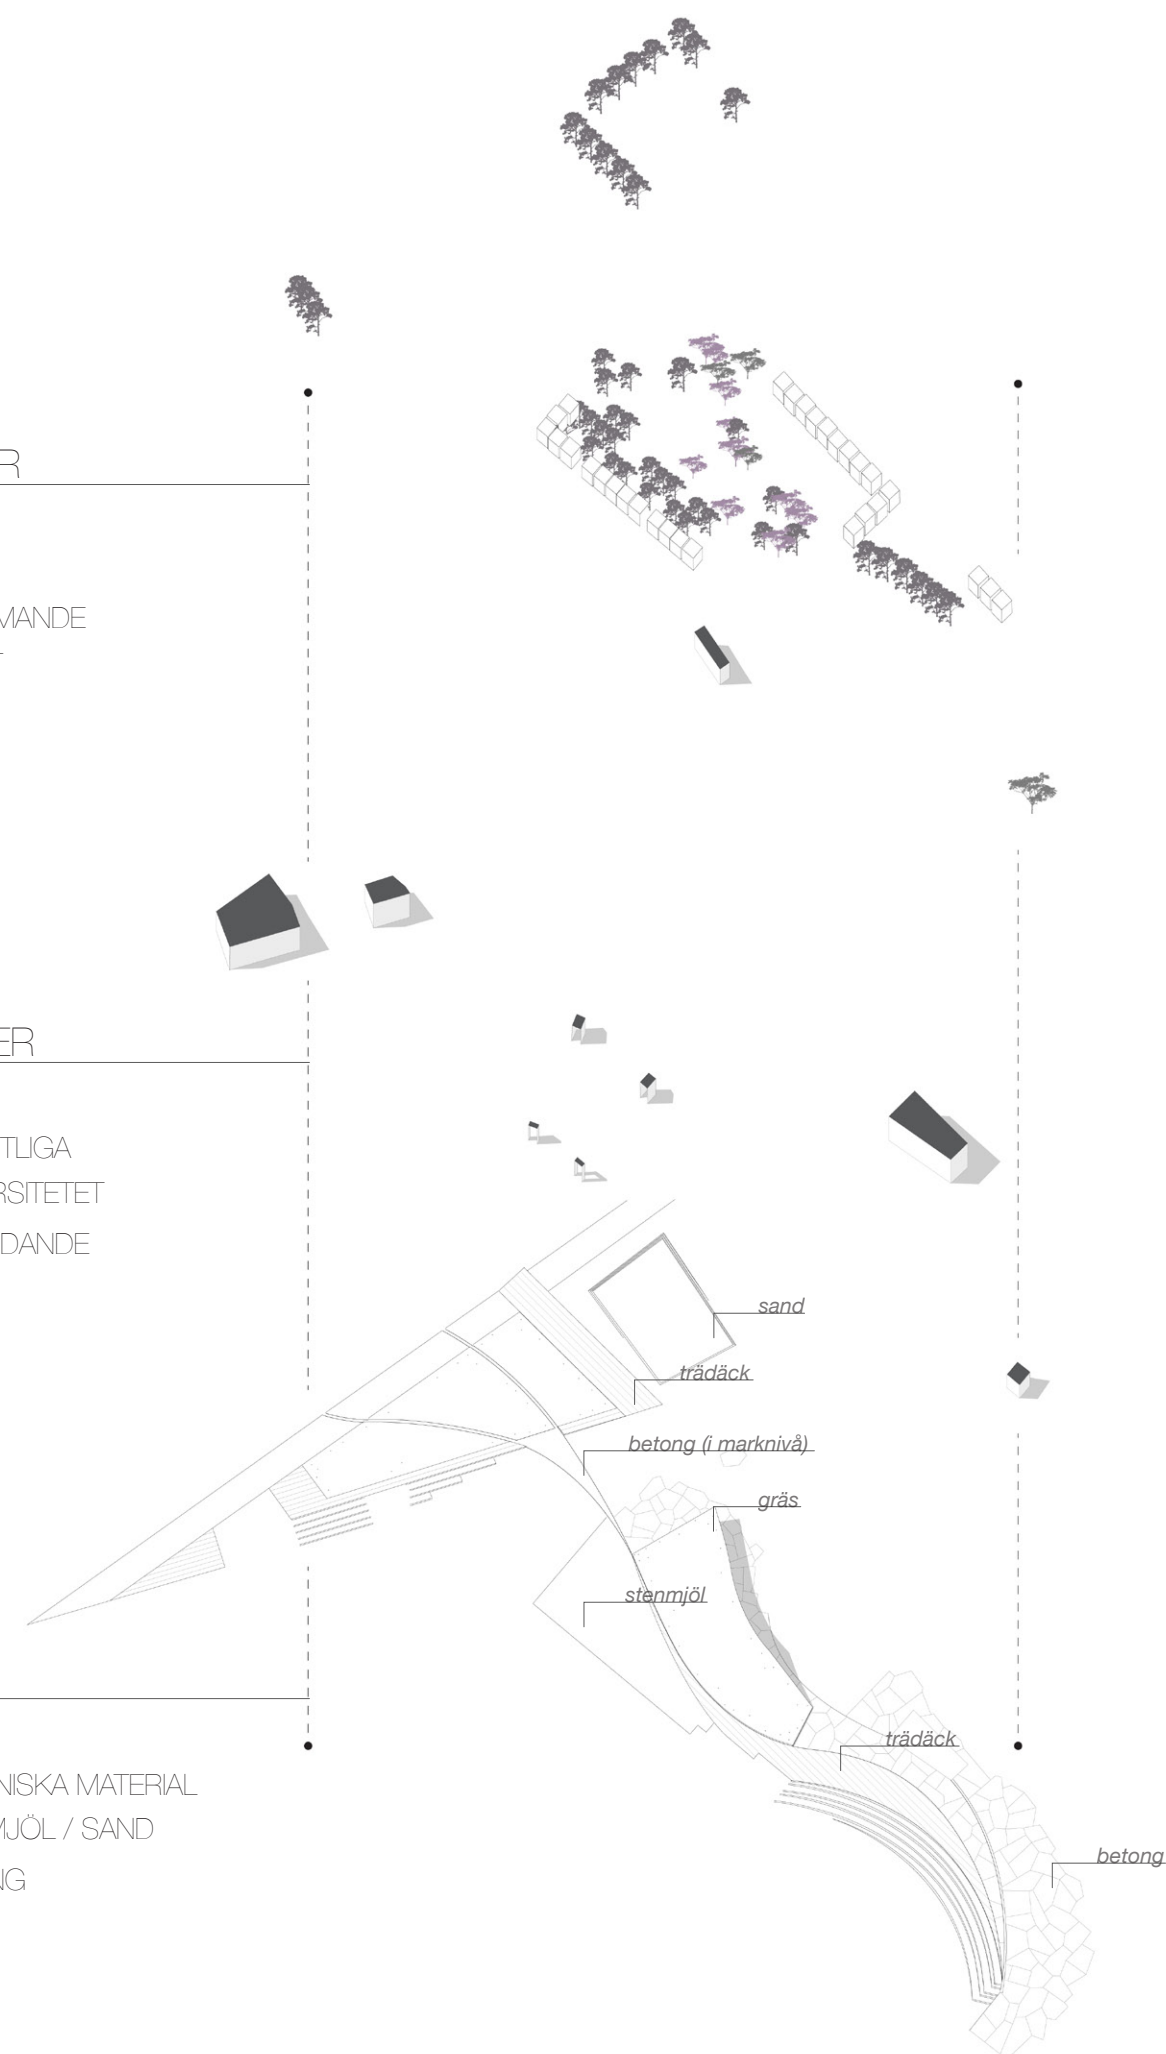 R
MANDE
ER
TLIGA
RSITETET
DANDE
sand
trädäck
betong (i marknivå)
gräs
stenmjöl
trädäck
NISKA MATERIAL
MJÖL / SAND
betong
NG